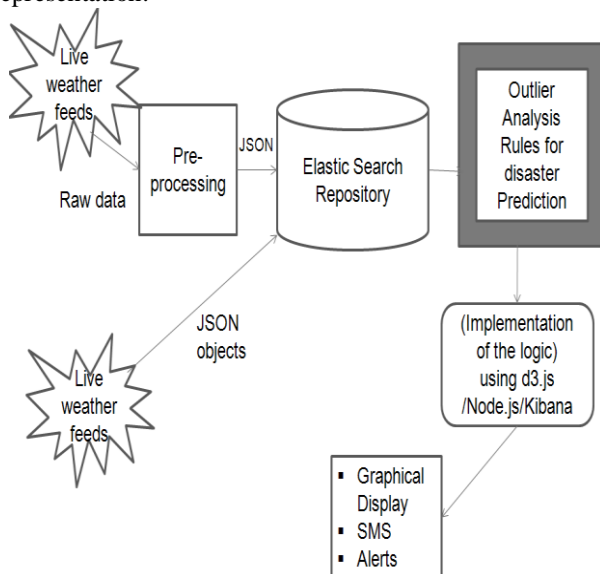 epresentation.
Live
weather
feeds
Raw data
Pre-
processing
JSON
Elastic Search
Repository
Outlier
Analysis
Rules for
disaster
Prediction
JSON
objects
Live
weather
feeds
(Implementation
of the logic)
using d3.js
/Node.js/Kibana
▪ Graphical
Display
▪ SMS
▪ Alerts